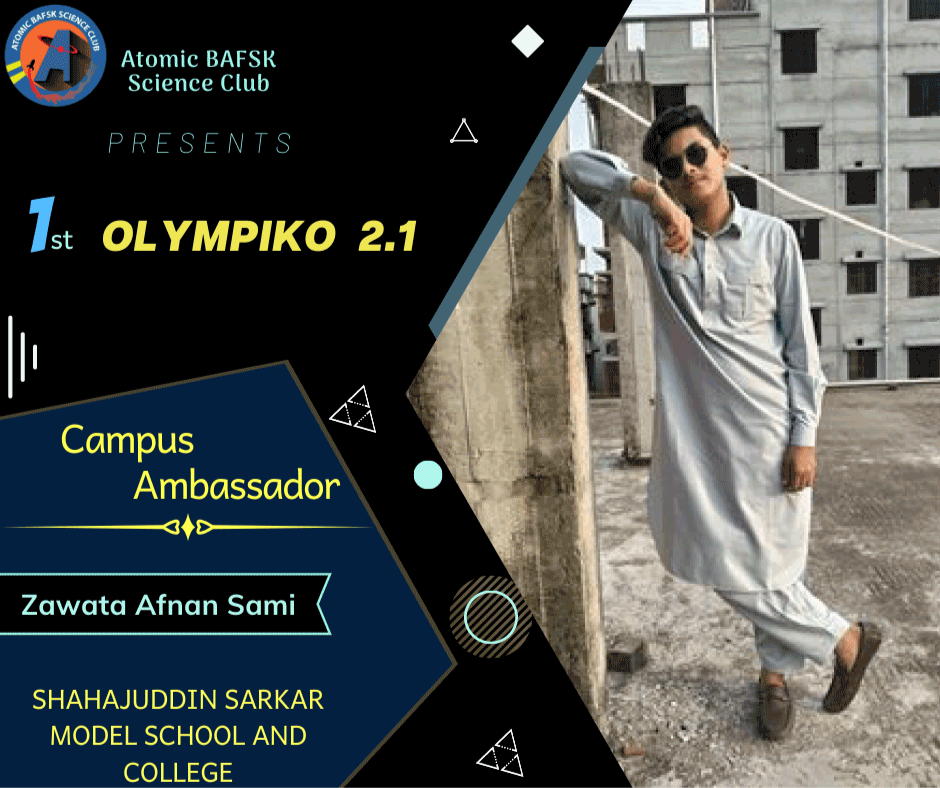 ATOMIC BAFSK SCIENCE CLUB
A
Atomic BAFSK
Science Club
PRESENTS
1st OLYMPIKO 2.1
Campus
Ambassador
Zawata Afnan Sami
SHAHAJUDDIN SARKAR
MODEL SCHOOL AND
COLLEGE